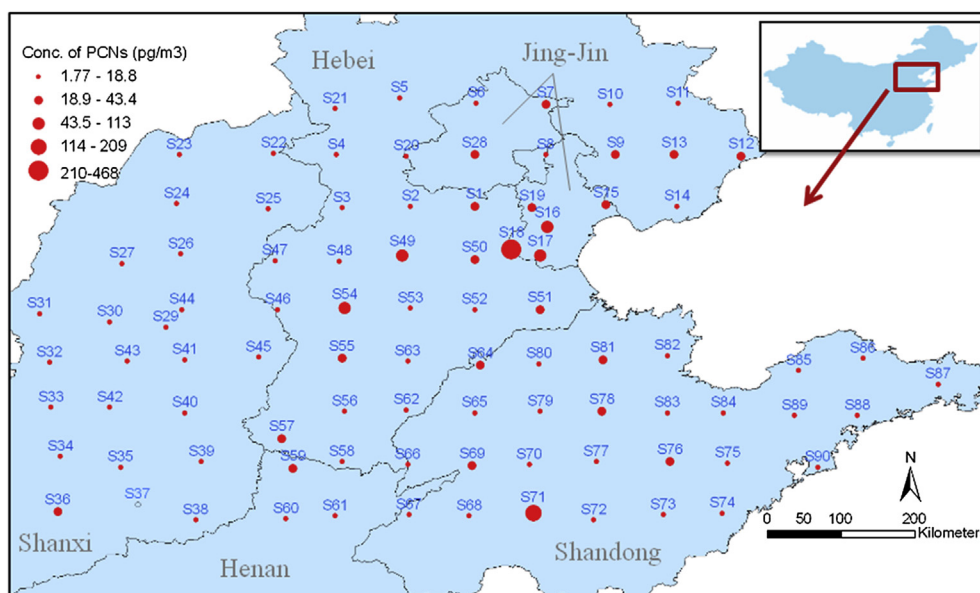 Conc. of PCNs (pg/m3)
1.77 - 18.8
18.9 - 43.4
43.5 - 113
114 - 209
210-468
Hebei
Jing-Jin
S5 S6 S7 S10 S11
S21
S23 S22 S4 S20 S28 S8 S9 S13 S12
S24 S25 S3 S2 S1 S19 S15 S14
S16
S27 S26 S47 S48 S49 S50 S18 S17
S31 S30 S29 S44 S46 S54 S53 S52 S51
S32 S43 S41 S45 S55 S63 S64 S80 S81 S82 S85 S86
S87
S33 S42 S40 S56 S62 S65 S79 S78 S83 S84 S89 S88
S57
S34 S35 S39 S59 S58 S66 S69 S70 S77 S76 S75 S90
S36 S37 S38 S60 S61 S67 S68 S71 S72 S73 S74
N
0 50 100 200
Kilometer
Shanxi
Henan
Shandong